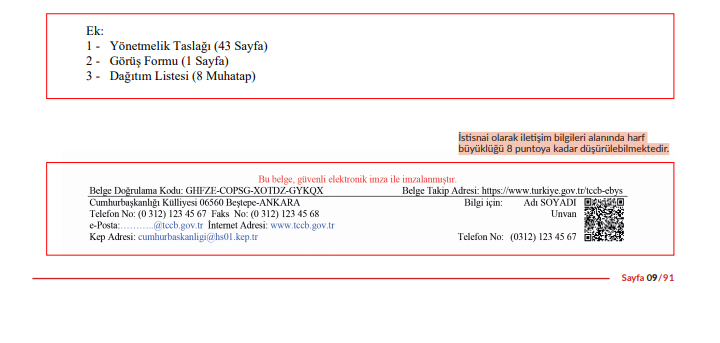 Ek:
1 - Yönetmelik Taslağı (43 Sayfa)
2 - Görüş Formu (1 Sayfa)
3 - Dağıtım Listesi (8 Muhatap)
İstisnai olarak iletişim bilgileri alanında harf
büyüklüğü 8 puntoya kadar düşürülebilmektedir.
Bu belge, güvenli elektronik imza ile imzalanmıştır.
Belge Doğrulama Kodu: GHFZE-COPSG-XOTDZ-GYKQX Belge Takip Adresi: https://www.turkiye.gov.tr/tccb-ebys
Cumhurbaşkanlığı Külliyesi 06560 Beştepe-ANKARA Bilgi için: Adı SOYADI
Telefon No: (0 312) 123 45 67 Faks No: (0 312) 123 45 68 Unvan
e-Posta:..........@tccb.gov.tr İnternet Adresi: www.tccb.gov.tr
Kep Adresi: cumhurbaskanligi@hs01.kep.tr Telefon No: (0312) 123 45 67
Sayfa 09/91